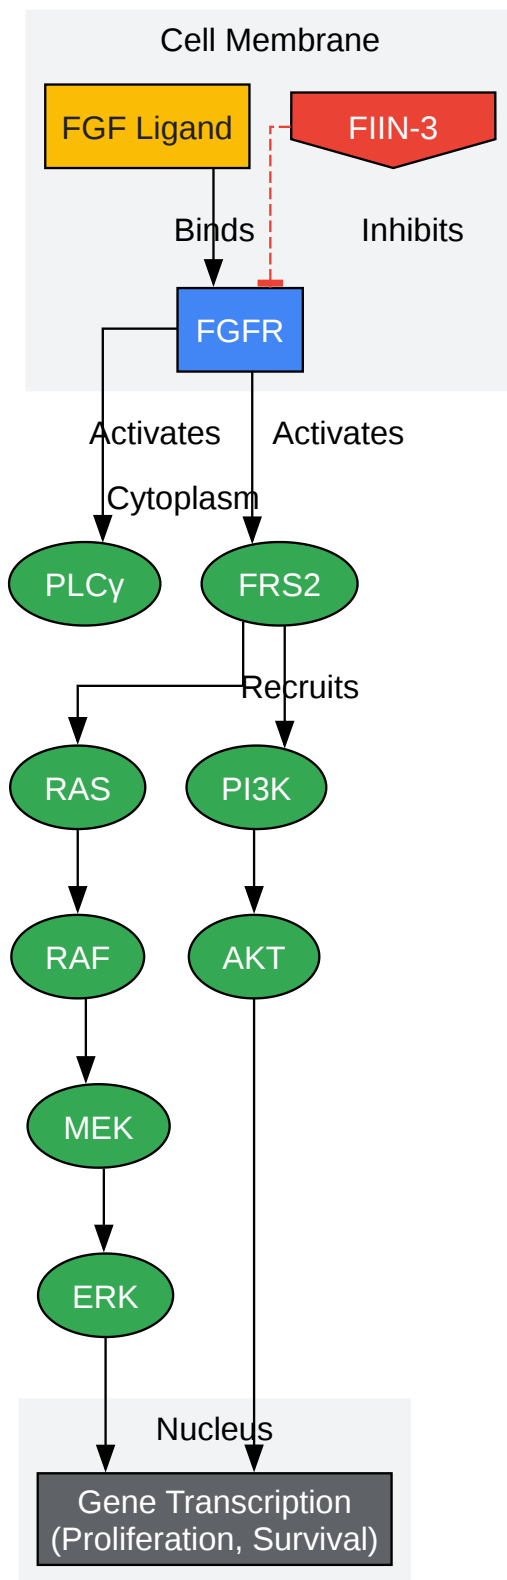 Cell Membrane
FGF Ligand
FIIN-3
Binds
Inhibits
FGFR
Activates
Activates
Cytoplasm
PLCγ
FRS2
Recruits
RAS
PI3K
RAF
AKT
MEK
ERK
Nucleus
Gene Transcription
(Proliferation, Survival)